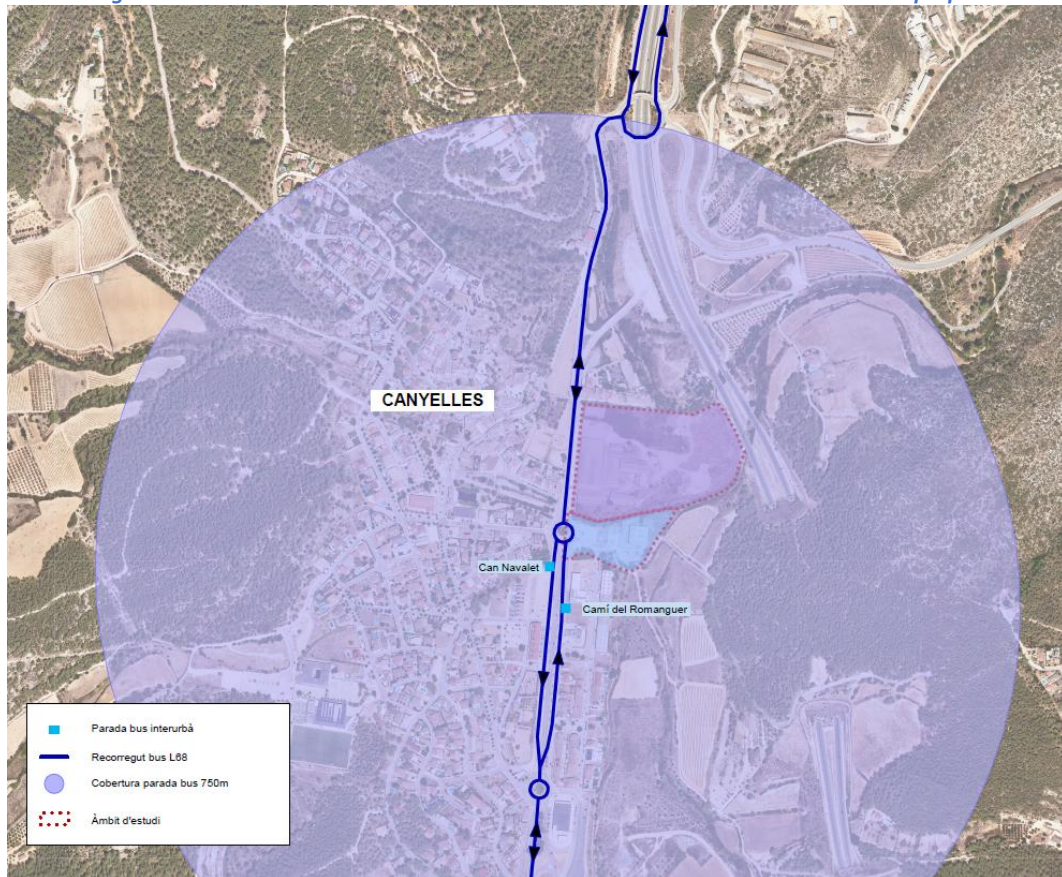 CANYELLES
Can Navalet
Camí del Romanguer
Parada bus interurbà
Recorregut bus L68
Cobertura parada bus 750m
Àmbit d'estudi